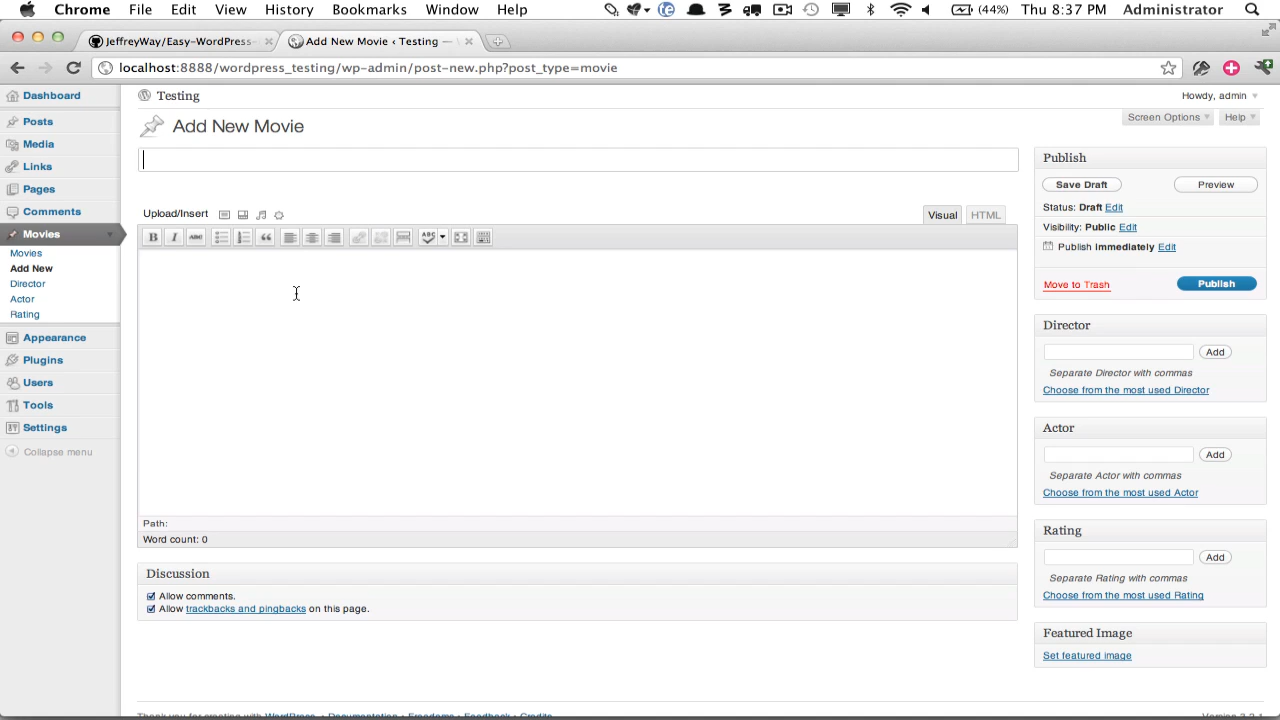 Chrome File Edit View History Bookmarks Window Help (44%) Thu 8:37 PM Administrator
JeffreyWay/Easy-WordPress- Add New Movie ‹ Testing —
localhost:8888/wordpress_testing/wp-admin/post-new.php?post_type=movie
Dashboard
Posts
Media
Links
Pages
Comments
Movies
Movies
Add New
Director
Actor
Rating
Appearance
Plugins
Users
Tools
Settings
Collapse menu
Testing
Howdy, admin
Add New Movie
Screen Options
Help
Upload/Insert
Visual
HTML
B I ABC ABC
Path:
Word count: 0
Discussion
Allow comments.
Allow trackbacks and pingbacks on this page.
Publish
Save Draft
Preview
Status: Draft Edit
Visibility: Public Edit
Publish immediately Edit
Move to Trash
Publish
Director
Add
Separate Director with commas
Choose from the most used Director
Actor
Add
Separate Actor with commas
Choose from the most used Actor
Rating
Add
Separate Rating with commas
Choose from the most used Rating
Featured Image
Set featured image
Thank you for creating with WordPress. • Documentation • Freedoms • Feedback • Credits
Version 3.2.1